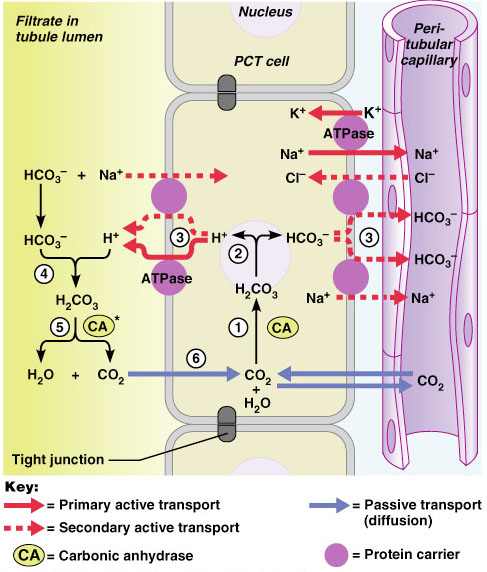 Filtrate in
tubule lumen
Nucleus
PCT cell
Peri-
tubular
capillary
K⁺ K⁺
ATPase
Na⁺ Na⁺
Cl⁻ Cl⁻
HCO₃⁻ + Na⁺
HCO₃⁻
HCO₃⁻ H⁺ 3 H⁺ 2 HCO₃⁻ 3
4
HCO₃⁻
ATPase
H₂CO₃
H₂CO₃
Na⁺ Na⁺
5 CA*
1 CA
6
H₂O + CO₂
CO₂
+
H₂O
CO₂
Tight junction
Key:
= Primary active transport
= Secondary active transport
CA = Carbonic anhydrase
= Passive transport
(diffusion)
= Protein carrier